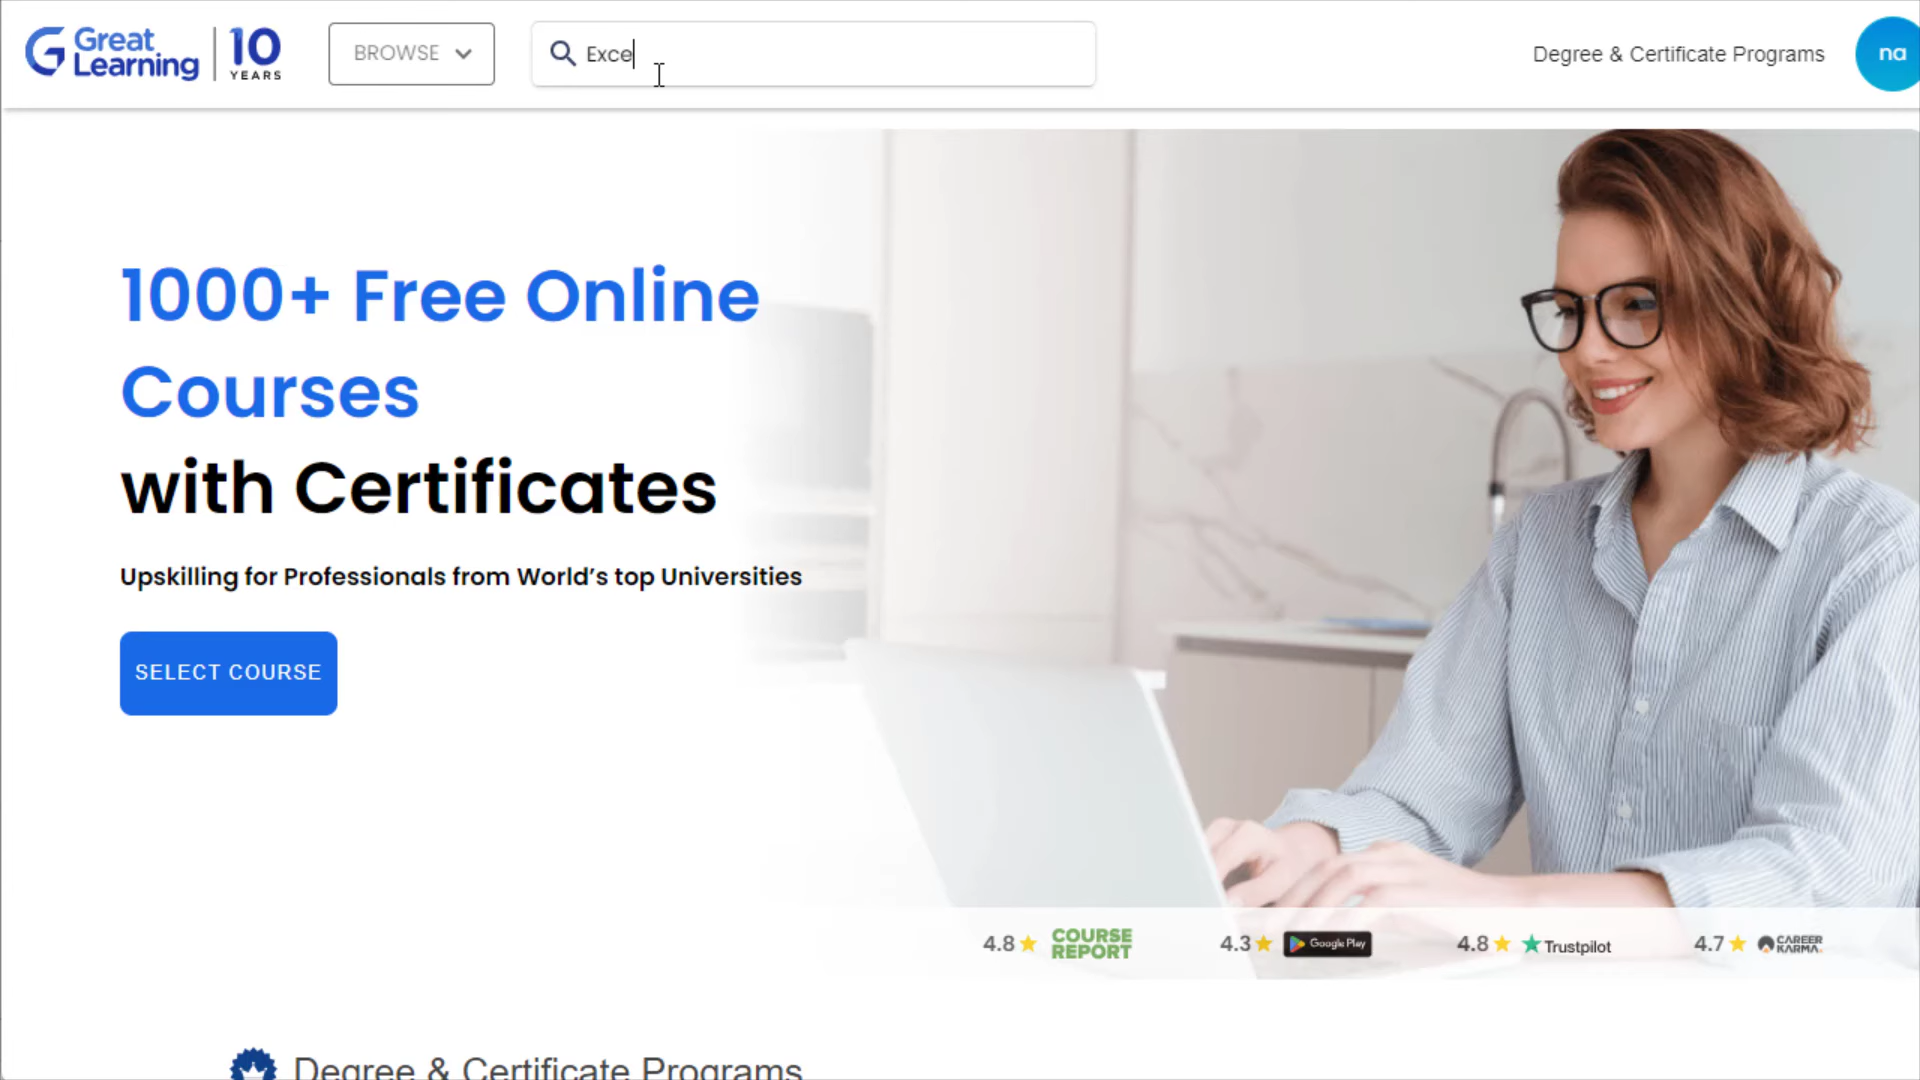 Great Learning
10 YEARS
BROWSE
Exce
Degree & Certificate Programs
na
1000+ Free Online
Courses
with Certificates
Upskilling for Professionals from World's top Universities
SELECT COURSE
4.8 COURSE REPORT
4.3 Google Play
4.8 Trustpilot
4.7 CAREER KARMA
Degree & Certificate Programs